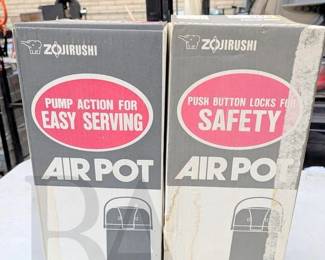 ZOJIRUSHI
PUMP ACTION FOR
EASY SERVING
AIR POT
ZOJIRUSHI
PUSH BUTTON LOCKS FOR
SAFETY
AIR POT